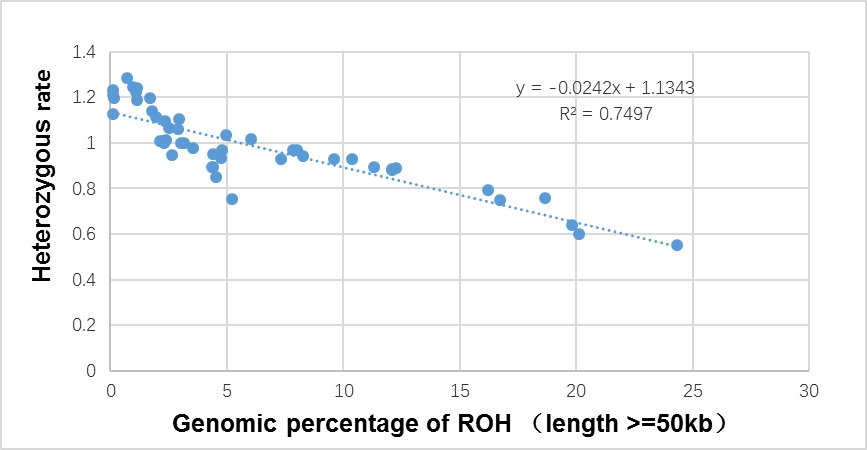 y = -0.0242x + 1.1343
R² = 0.7497
Heterozygous rate
1.4
1.2
1
0.8
0.6
0.4
0.2
0
0 5 10 15 20 25 30
Genomic percentage of ROH （length >=50kb）